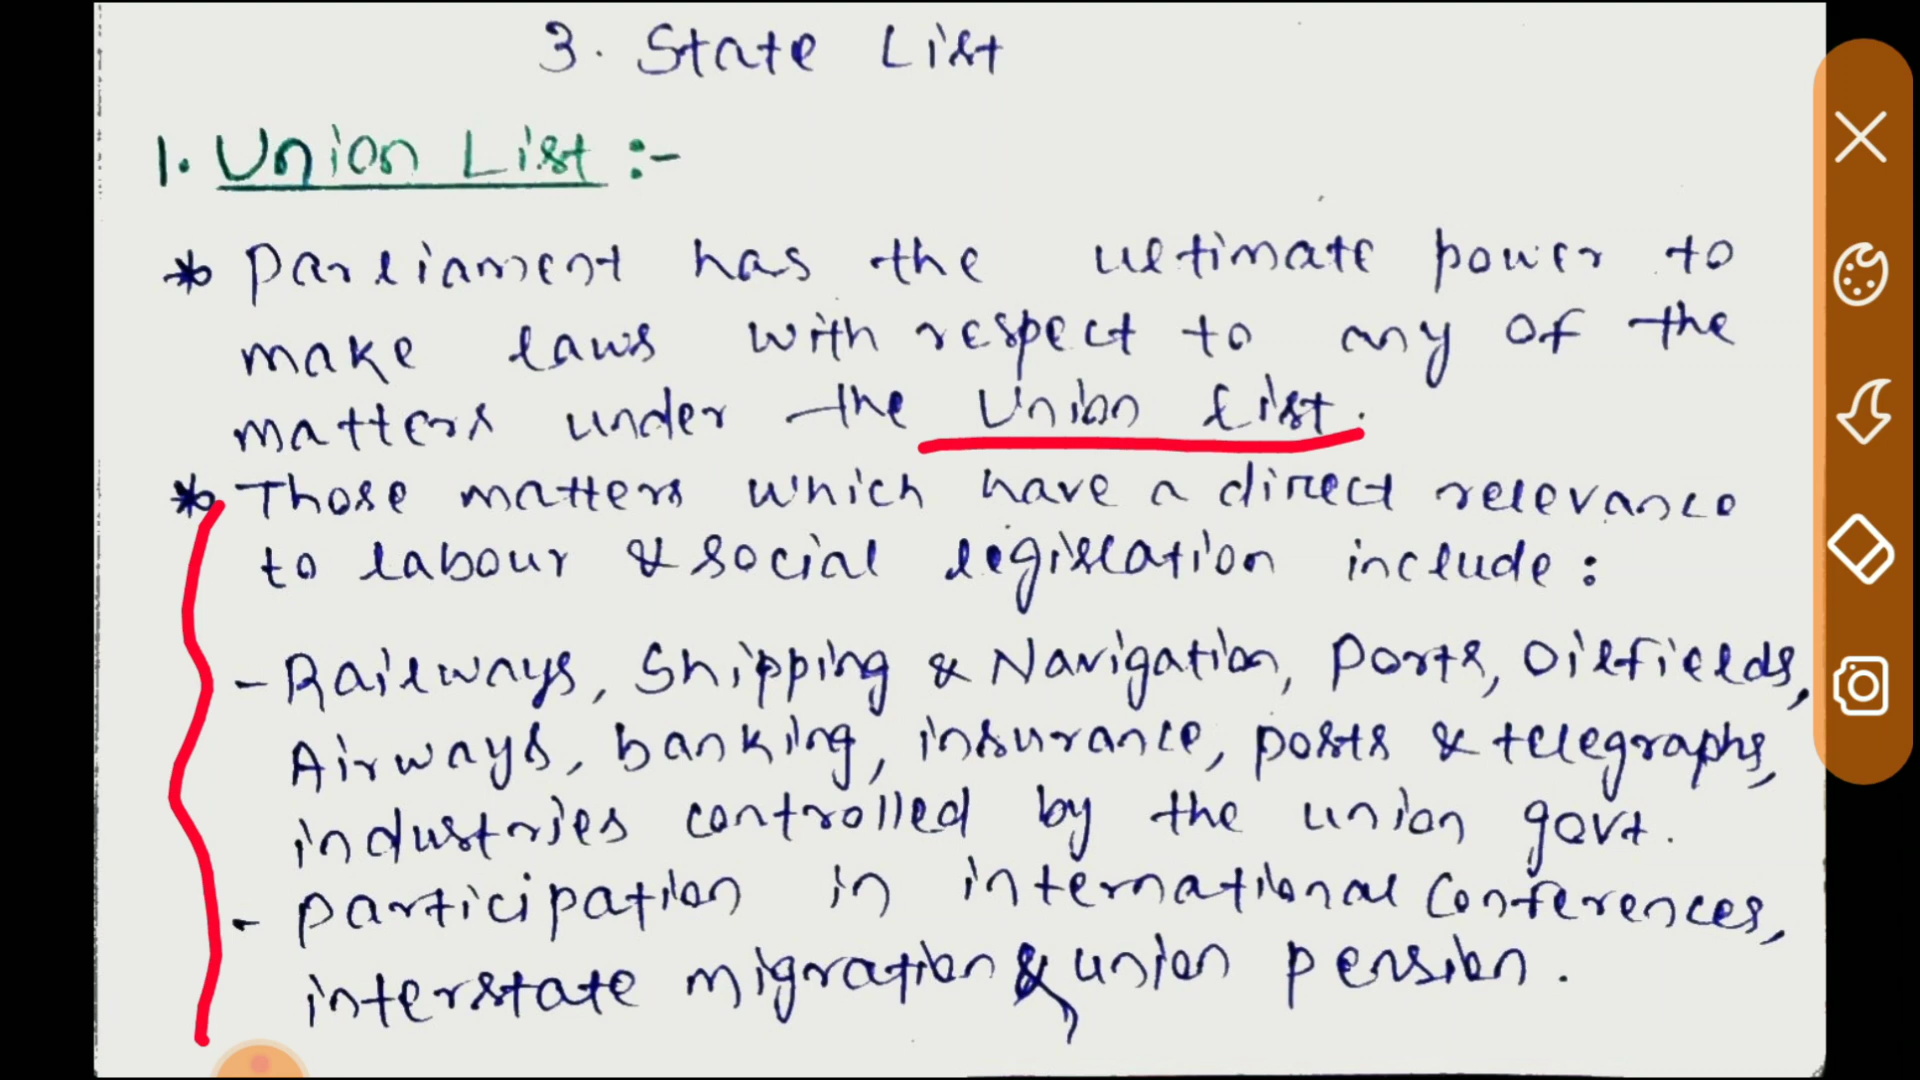 3. State List
1. Union List :-
* Parliament has the ultimate power to
make laws with respect to any of the
matters under the Union List.
* Those matters which have a direct relevance
to labour & social legislation include :
- Railways, Shipping & Navigation, Ports, Oilfields,
Airways, banking, insurance, posts & telegraphs,
industries controlled by the union govt.
- participation in international Conferences,
interstate migration & union pension.